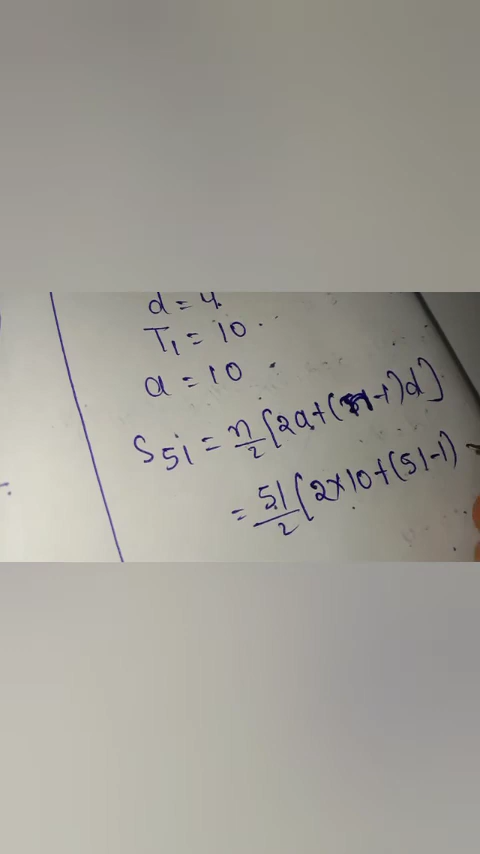 d = 4.
T₁ = 10
a = 10
S₅₁ = n/2 [2a+(n-1)d]
= 51/2 [2×10+(51-1)